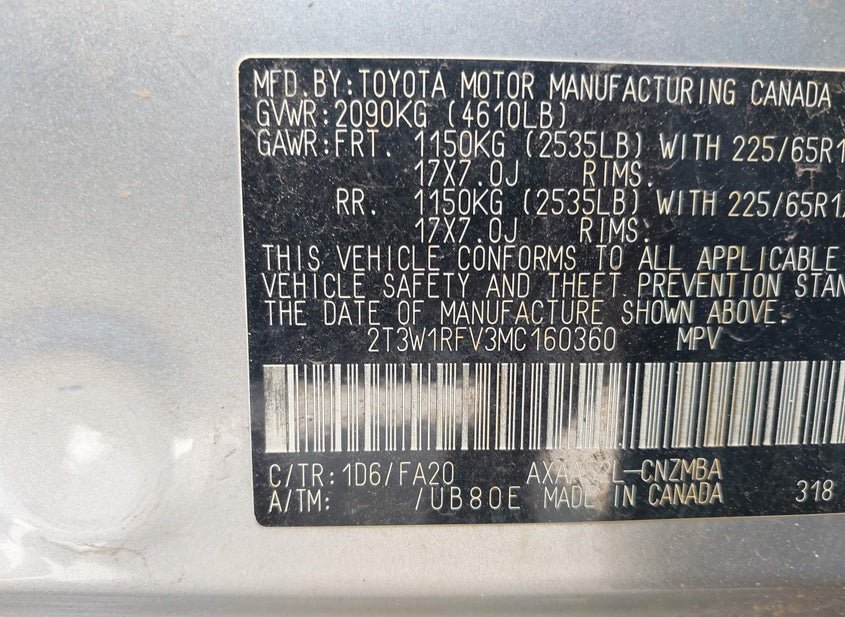 MFD.BY:TOYOTA MOTOR MANUFACTURING CANADA
GVWR:2090KG (4610LB)
GAWR:FRT. 1150KG (2535LB) WITH 225/65R1
17X7.0J RIMS.
RR. 1150KG (2535LB) WITH 225/65R1
17X7.0J RIMS.
THIS VEHICLE CONFORMS TO ALL APPLICABLE
VEHICLE SAFETY AND THEFT PREVENTION STAN
THE DATE OF MANUFACTURE SHOWN ABOVE.
2T3W1RFV3MC160360 MPV
C/TR:1D6/FA20 -CNZMBA
A/TM: /UB80E MADE IN CANADA 318